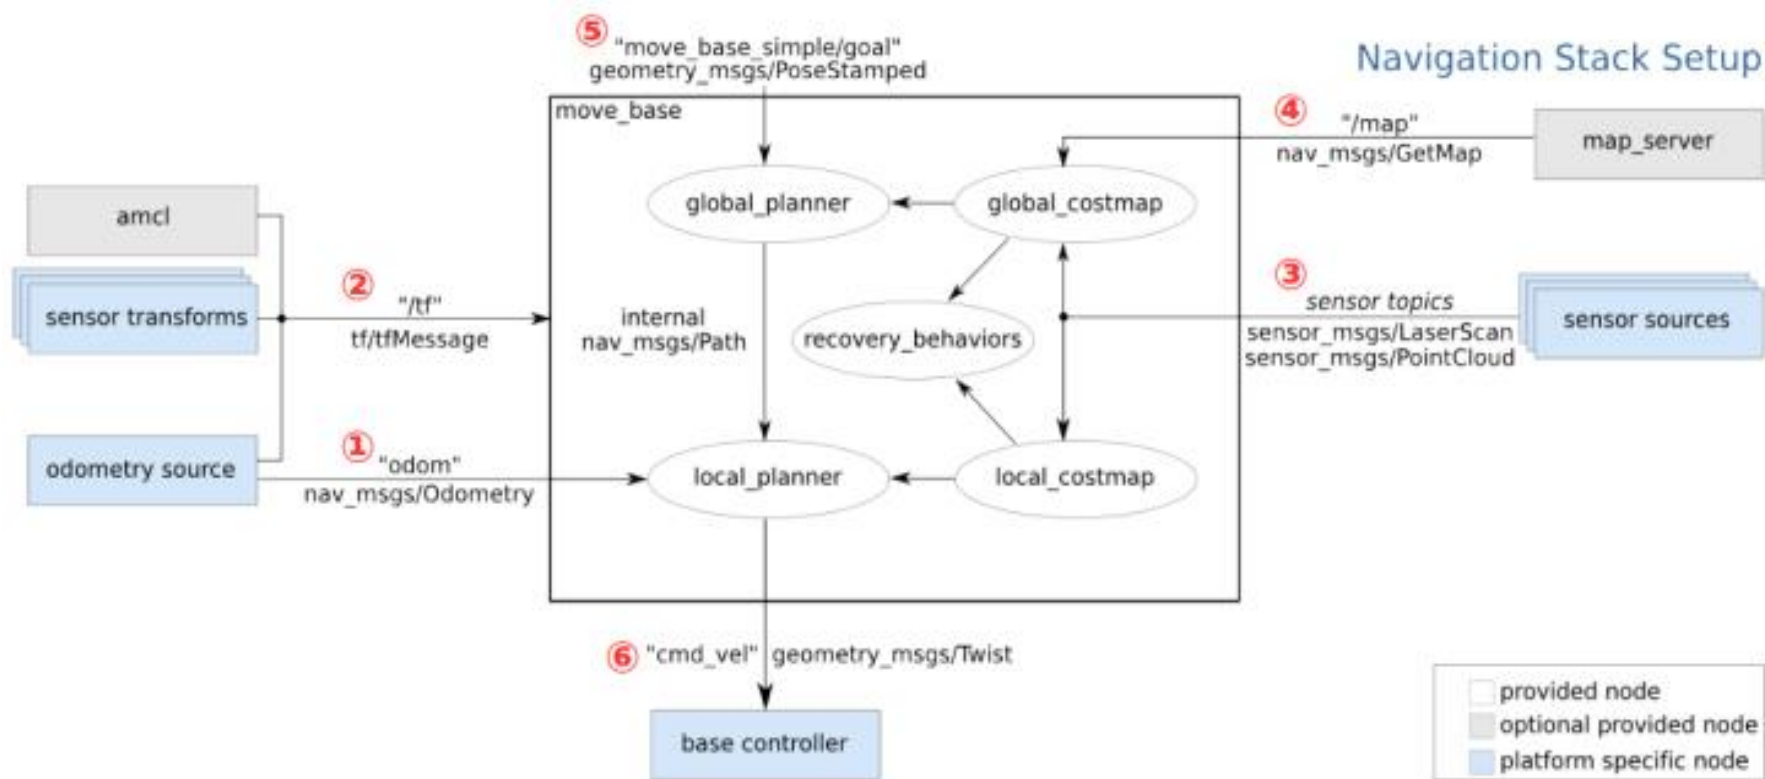 ⑤ "move_base_simple/goal"
geometry_msgs/PoseStamped
Navigation Stack Setup
move_base
④ "/map"
nav_msgs/GetMap
map_server
amcl
global_planner
global_costmap
② "/tf"
tf/tfMessage
sensor transforms
internal
nav_msgs/Path
recovery_behaviors
③ sensor topics
sensor_msgs/LaserScan
sensor_msgs/PointCloud
sensor sources
① "odom"
nav_msgs/Odometry
odometry source
local_planner
local_costmap
⑥ "cmd_vel" geometry_msgs/Twist
base controller
provided node
optional provided node
platform specific node